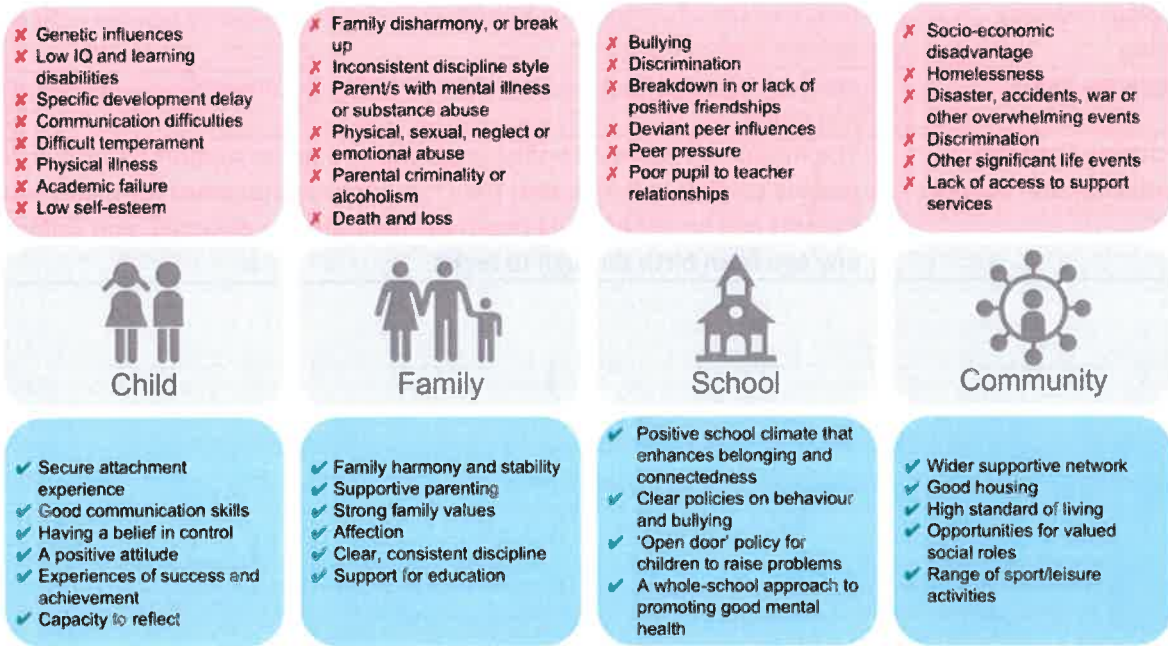 ✗ Genetic influences
✗ Low IQ and learning
disabilities
✗ Specific development delay
✗ Communication difficulties
✗ Difficult temperament
✗ Physical illness
✗ Academic failure
✗ Low self-esteem
✗ Family disharmony, or break
up
✗ Inconsistent discipline style
✗ Parent/s with mental illness
or substance abuse
✗ Physical, sexual, neglect or
✗ emotional abuse
✗ Parental criminality or
alcoholism
✗ Death and loss
✗ Bullying
✗ Discrimination
✗ Breakdown in or lack of
positive friendships
✗ Deviant peer influences
✗ Peer pressure
✗ Poor pupil to teacher
relationships
✗ Socio-economic
disadvantage
✗ Homelessness
✗ Disaster, accidents, war or
other overwhelming events
✗ Discrimination
✗ Other significant life events
✗ Lack of access to support
services
Child
Family
School
Community
✔ Secure attachment
experience
✔ Good communication skills
✔ Having a belief in control
✔ A positive attitude
✔ Experiences of success and
achievement
✔ Capacity to reflect
✔ Family harmony and stability
✔ Supportive parenting
✔ Strong family values
✔ Affection
✔ Clear, consistent discipline
✔ Support for education
✔ Positive school climate that
enhances belonging and
connectedness
✔ Clear policies on behaviour
and bullying
✔ 'Open door' policy for
children to raise problems
✔ A whole-school approach to
promoting good mental
health
✔ Wider supportive network
✔ Good housing
✔ High standard of living
✔ Opportunities for valued
social roles
✔ Range of sport/leisure
activities